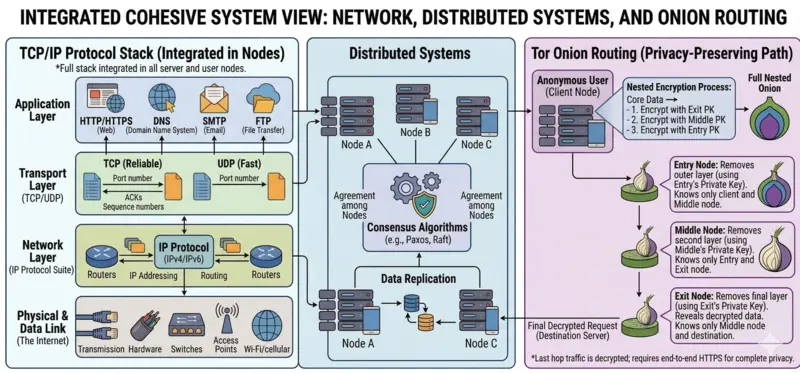 INTEGRATED COHESIVE SYSTEM VIEW: NETWORK, DISTRIBUTED SYSTEMS, AND ONION ROUTING
TCP/IP Protocol Stack (Integrated in Nodes)
*Full stack integrated in all server and user nodes.
Application
Layer
HTTP/HTTPS
(Web)
DNS
(Domain Name System)
SMTP
(Email)
FTP
(File Transfer)
Transport
Layer
(TCP/UDP)
TCP (Reliable)
Port number
ACKs
Sequence numbers
UDP (Fast)
Port number
Network
Layer
(IP Protocol Suite)
Routers
IP Addressing
IP Protocol
(IPv4/IPv6)
Routing
Routers
Physical &
Data Link
(The Internet)
Transmission
Hardware
Switches
Access
Points
Wi-Fi/cellular
Distributed Systems
Node A
Node B
Node C
Agreement
among
Nodes
Agreement
among
Nodes
Consensus Algorithms
(e.g., Paxos, Raft)
Data Replication
Node A
Node C
Tor Onion Routing (Privacy-Preserving Path)
Anonymous User
(Client Node)
Nested Encryption Process:
Core Data →
- 1. Encrypt with Exit PK
- 2. Encrypt with Middle PK
- 3. Encrypt with Entry PK
Full Nested
Onion
Entry Node: Removes
outer layer (using
Entry's Private Key).
Knows only client and
Middle node.
Middle Node: Removes
second layer (using
Middle's Private Key).
Knows only Entry and
Exit node.
Exit Node: Removes final
layer (using Exit's Private Key).
Reveals decrypted data.
Knows only Middle node
and destination.
Final Decrypted Request
(Destination Server)
*Last hop traffic is decrypted; requires end-to-end HTTPS for complete privacy.